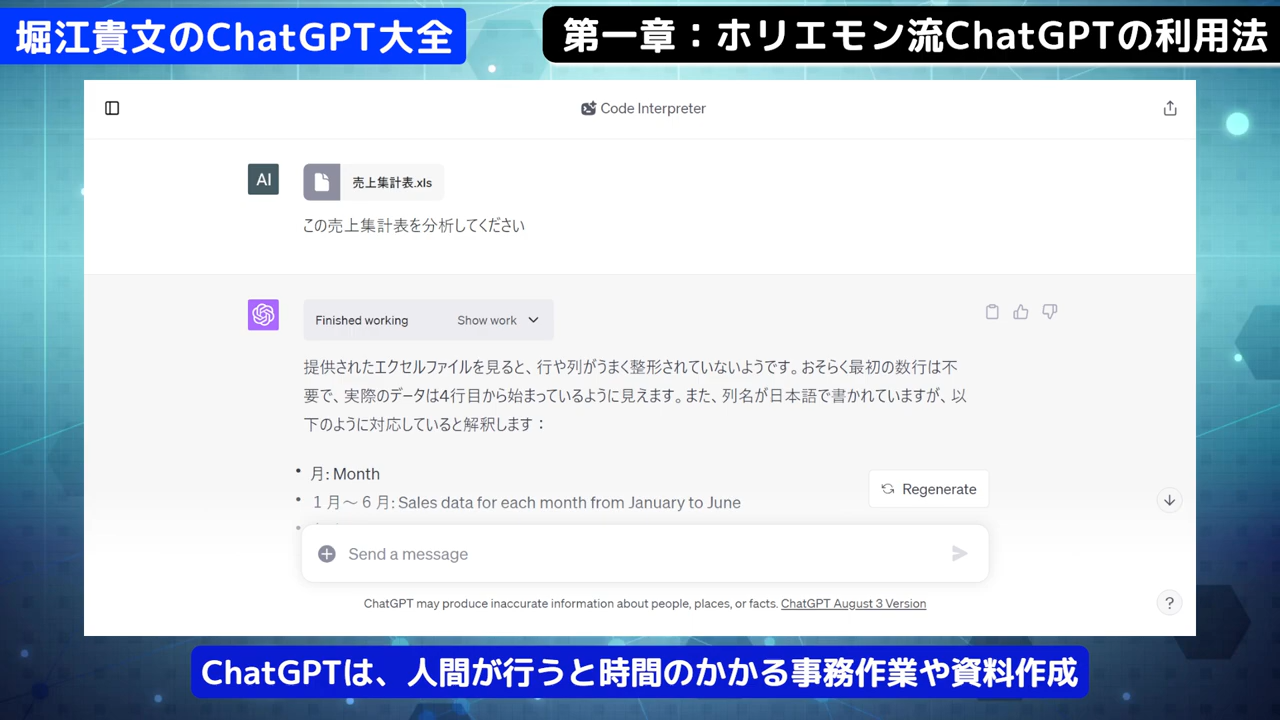 堀江貴文のChatGPT大全
第一章：ホリエモン流ChatGPTの利用法
Code Interpreter
AI
売上集計表.xls
この売上集計表を分析してください
Finished working
Show work
提供されたエクセルファイルを見ると、行や列がうまく整形されていないようです。おそらく最初の数行は不
要で、実際のデータは4行目から始まっているように見えます。また、列名が日本語で書かれていますが、以
下のように対応していると解釈します：
• 月: Month
• 1月～6月: Sales data for each month from January to June
Regenerate
Send a message
ChatGPT may produce inaccurate information about people, places, or facts. ChatGPT August 3 Version
?
ChatGPTは、人間が行うと時間のかかる事務作業や資料作成